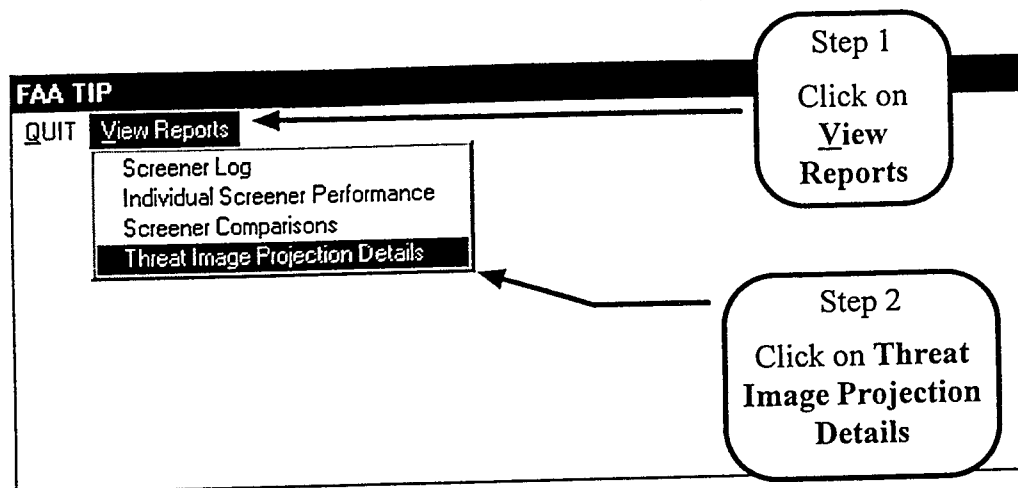 FAA TIP
QUIT View Reports
Screener Log
Individual Screener Performance
Screener Comparisons
Threat Image Projection Details
Step 1
Click on
View
Reports
Step 2
Click on Threat
Image Projection
Details